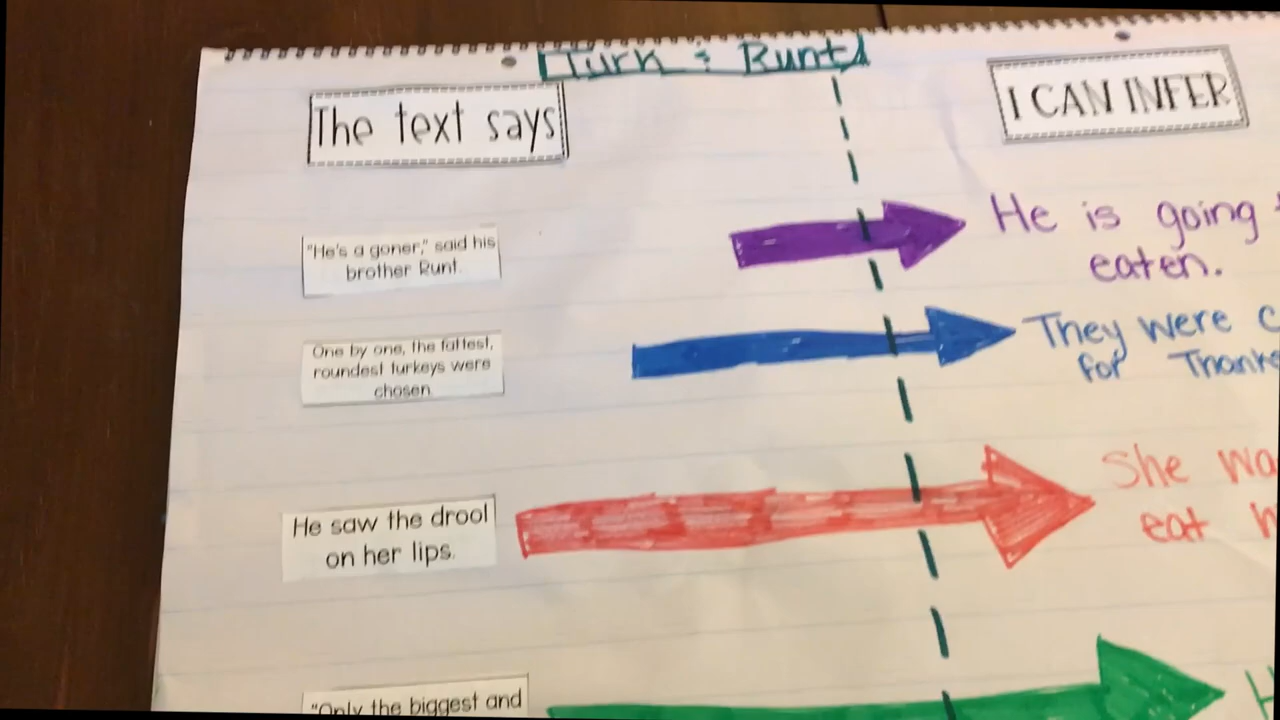 Turk & Runt
The text says
I CAN INFER
"He's a goner," said his
brother Runt.
He is going
eaten.
One by one, the fattest,
roundest turkeys were
chosen
They were
for
He saw the drool
on her lips.
She
eat
"Only the biggest and